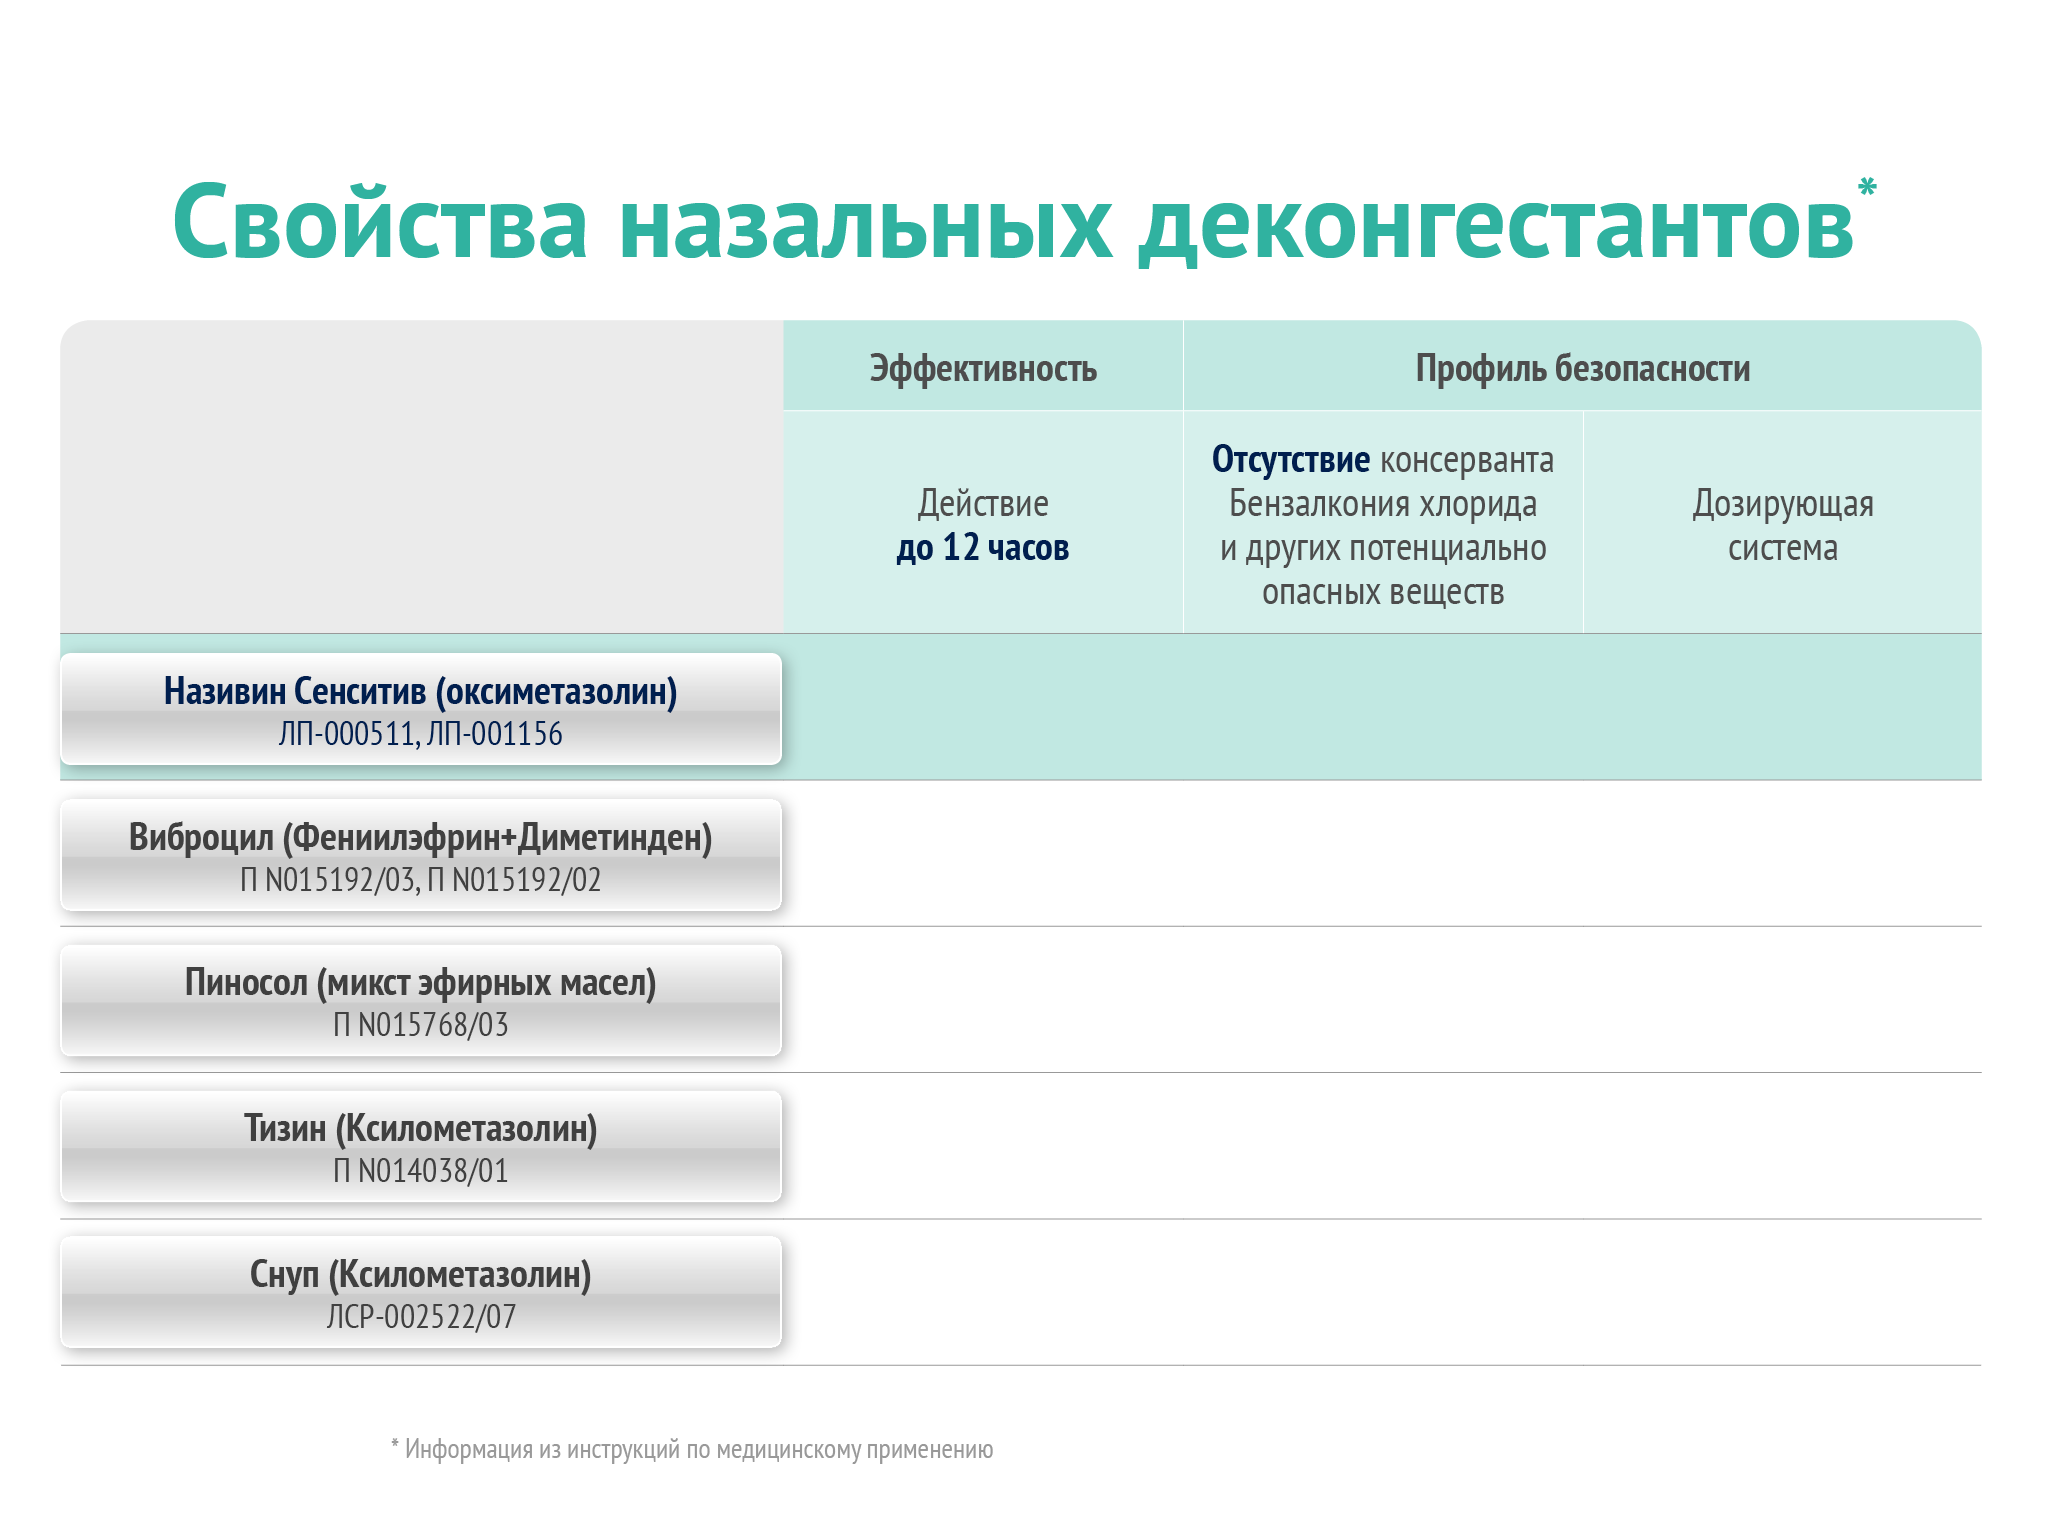 Свойства назальных деконгестантов*
Эффективность
Профиль безопасности
Действие
до 12 часов
Отсутствие консерванта
Бензалкония хлорида
и других потенциально
опасных веществ
Дозирующая
система
Називин Сенситив (оксиметазолин)
ЛП-000511, ЛП-001156
Виброцил (Фениилэфрин+Диметинден)
П N015192/03, П N015192/02
Пиносол (микст эфирных масел)
П N015768/03
Тизин (Ксилометазолин)
П N014038/01
Снуп (Ксилометазолин)
ЛСР-002522/07
* Информация из инструкций по медицинскому применению